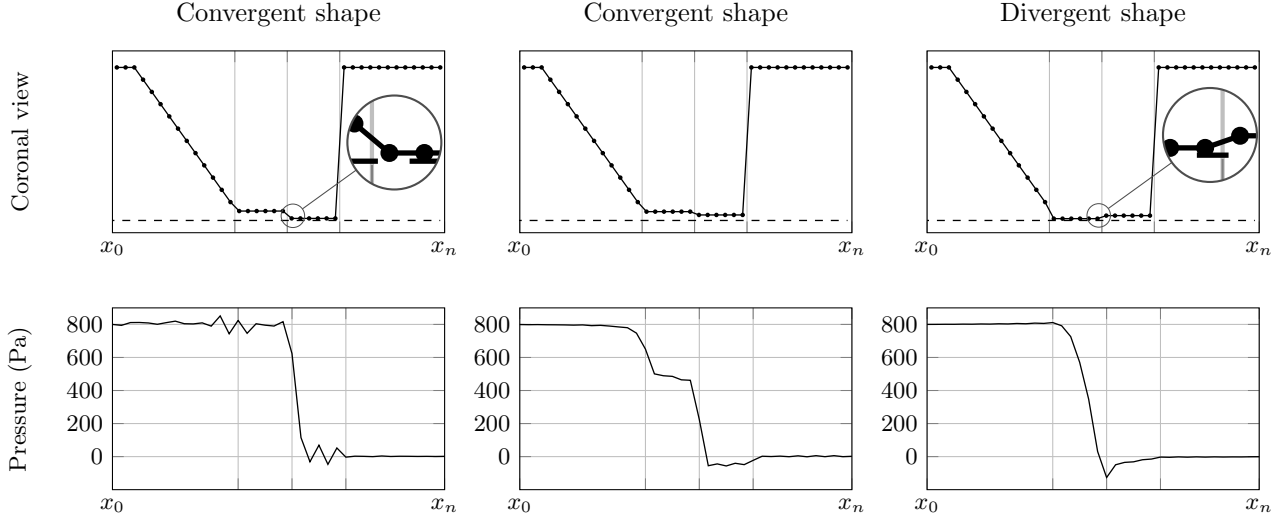 Convergent shape
Convergent shape
Divergent shape
Coronal view
x₀
xₙ
x₀
xₙ
x₀
xₙ
Pressure (Pa)
800
600
400
200
0
x₀
xₙ
800
600
400
200
0
x₀
xₙ
800
600
400
200
0
x₀
xₙ